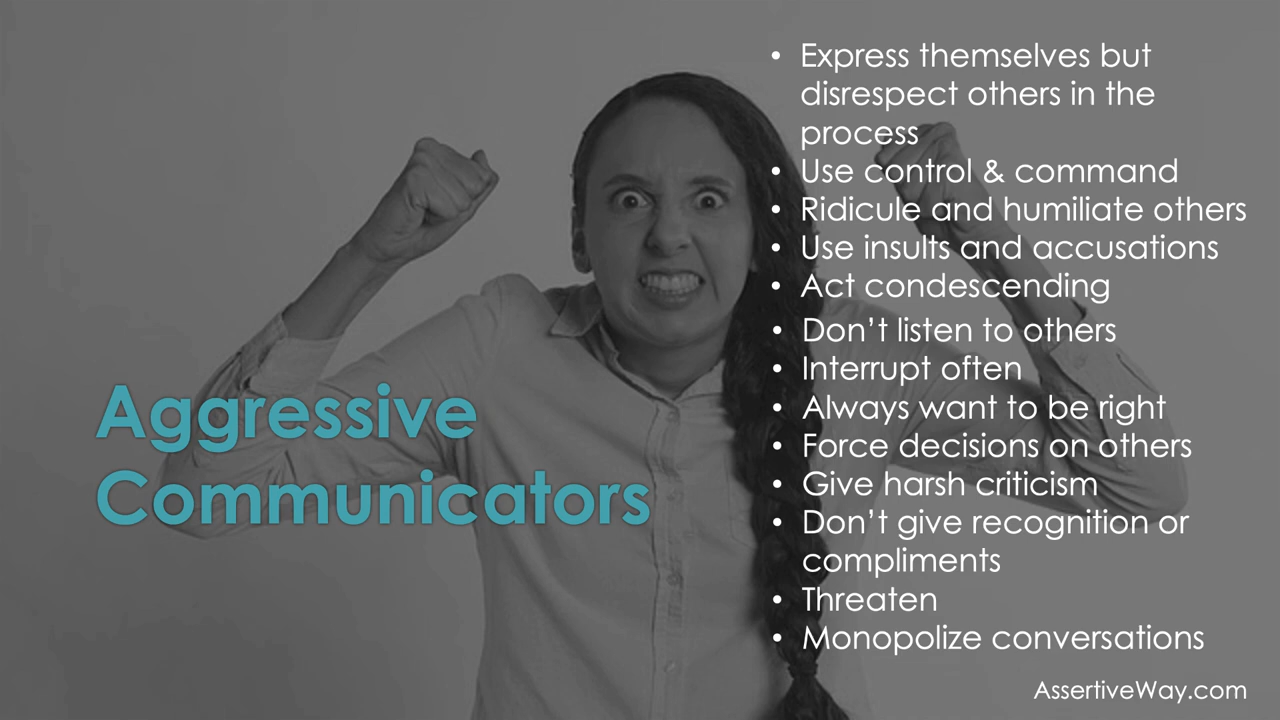 Aggressive
Communicators
• Express themselves but
disrespect others in the
process
• Use control & command
• Ridicule and humiliate others
• Use insults and accusations
• Act condescending
• Don’t listen to others
• Interrupt often
• Always want to be right
• Force decisions on others
• Give harsh criticism
• Don’t give recognition or
compliments
• Threaten
• Monopolize conversations
AssertiveWay.com